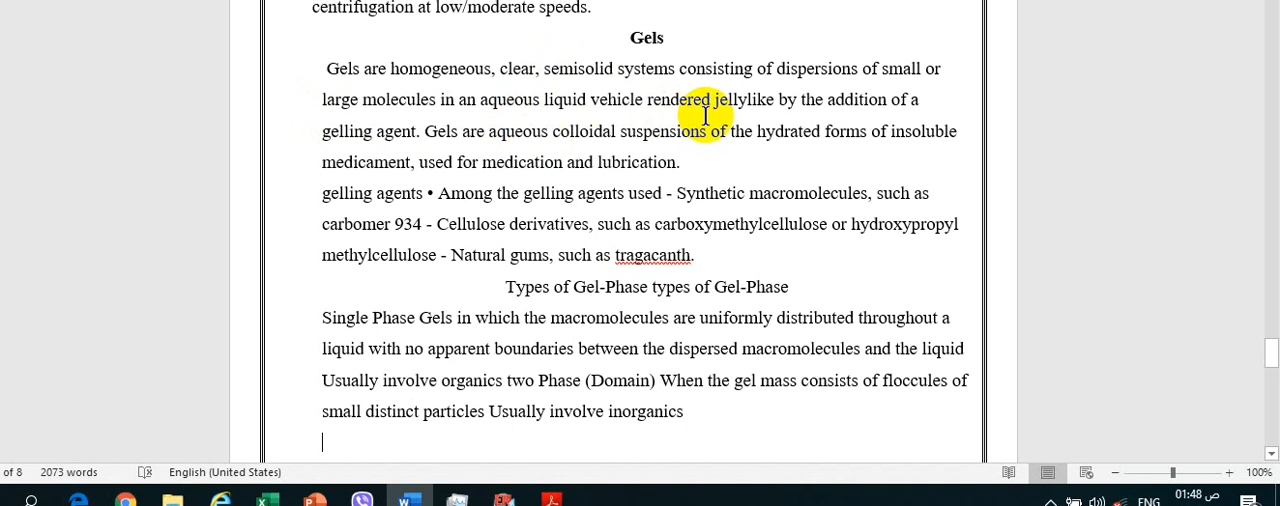 centrifugation at low/moderate speeds.
Gels
Gels are homogeneous, clear, semisolid systems consisting of dispersions of small or
large molecules in an aqueous liquid vehicle rendered jellylike by the addition of a
gelling agent. Gels are aqueous colloidal suspensions of the hydrated forms of insoluble
medicament, used for medication and lubrication.
gelling agents • Among the gelling agents used - Synthetic macromolecules, such as
carbomer 934 - Cellulose derivatives, such as carboxymethylcellulose or hydroxypropyl
methylcellulose - Natural gums, such as tragacanth.
Types of Gel-Phase types of Gel-Phase
Single Phase Gels in which the macromolecules are uniformly distributed throughout a
liquid with no apparent boundaries between the dispersed macromolecules and the liquid
Usually involve organics two Phase (Domain) When the gel mass consists of floccules of
small distinct particles Usually involve inorganics
of 8 2073 words English (United States) 100%
ENG 01:48 ص